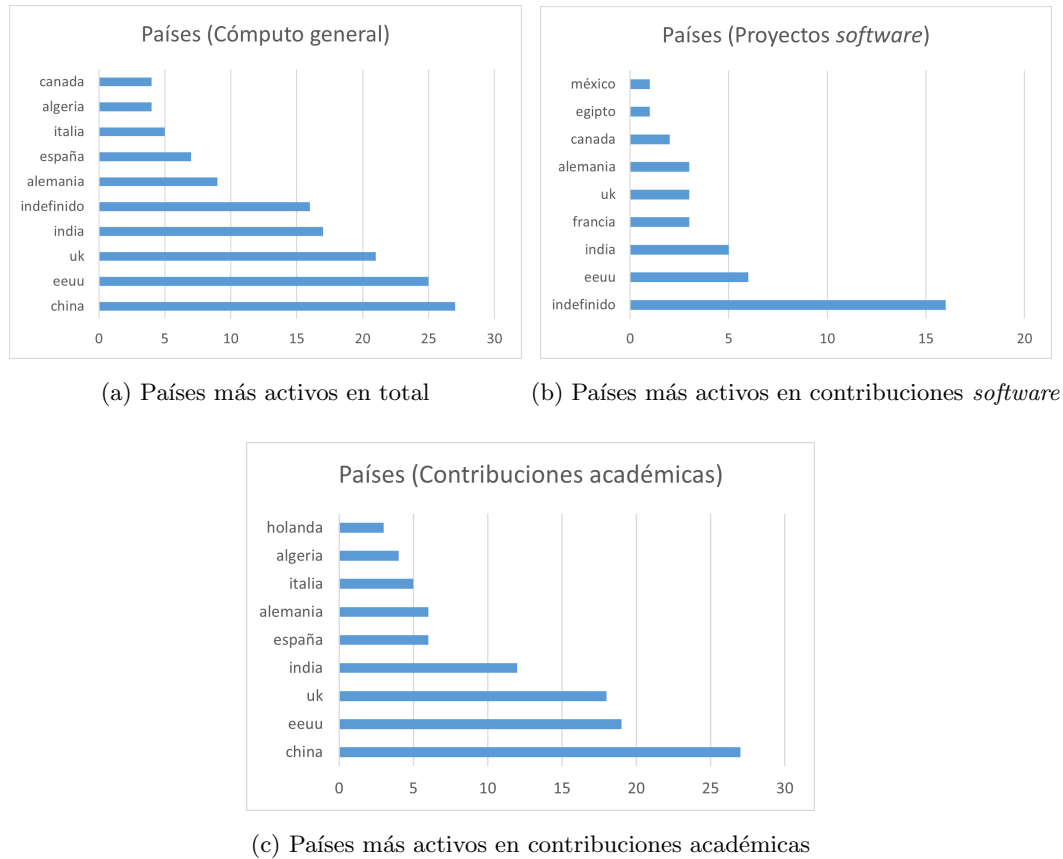 Países (Cómputo general)
canada
algeria
italia
españa
alemania
indefinido
india
uk
eeuu
china
0 5 10 15 20 25 30
(a) Países más activos en total
Países (Proyectos software)
méxico
egipto
canada
alemania
uk
francia
india
eeuu
indefinido
0 5 10 15 20
(b) Países más activos en contribuciones software
Países (Contribuciones académicas)
holanda
algeria
italia
alemania
españa
india
uk
eeuu
china
0 5 10 15 20 25 30
(c) Países más activos en contribuciones académicas